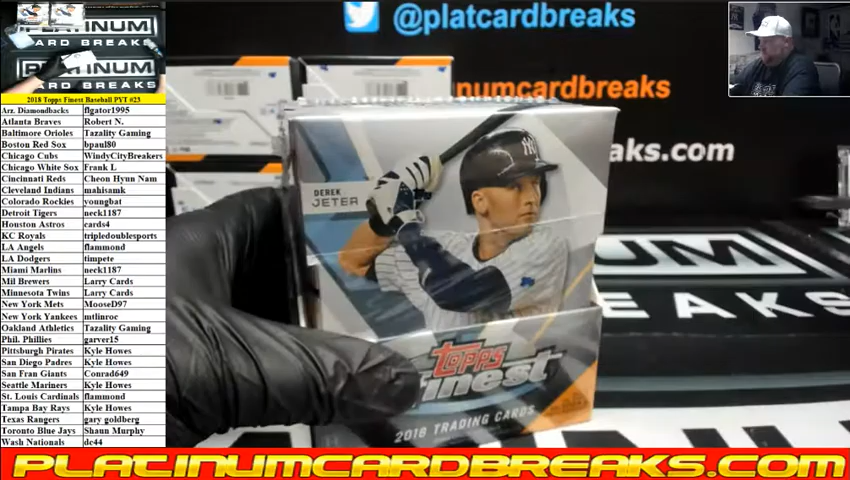 PLATINUM
CARD BREAKS
PLATINUM
CARD BREAKS
@platcardbreaks
numcardbreaks
aks.com
2018 Topps Finest Baseball PYT #23
Arz. Diamondbacks flgator1995
Atlanta Braves Robert N.
Baltimore Orioles Tazality Gaming
Boston Red Sox bpaul80
Chicago Cubs WindyCityBreakers
Chicago White Sox Frank L
Cincinnati Reds Cheon Hyun Nam
Cleveland Indians mahisamk
Colorado Rockies youngbat
Detroit Tigers neck1187
Houston Astros cards4
KC Royals tripledoublesports
LA Angels flammond
LA Dodgers timpete
Miami Marlins neck1187
Mil Brewers Larry Cards
Minnesota Twins Larry Cards
New York Mets MooseD97
New York Yankees mtlinroc
Oakland Athletics Tazality Gaming
Phil. Phillies garver15
Pittsburgh Pirates Kyle Howes
San Diego Padres Kyle Howes
San Fran Giants Conrad649
Seattle Mariners Kyle Howes
St. Louis Cardinals flammond
Tampa Bay Rays Kyle Howes
Texas Rangers gary goldberg
Toronto Blue Jays Shaun Murphy
Wash Nationals dc44
DEREK
JETER
NY
TOPPS
finest
2018 TRADING CARDS
NUM
EAKS
PLATINUMCARDBREAKS.COM